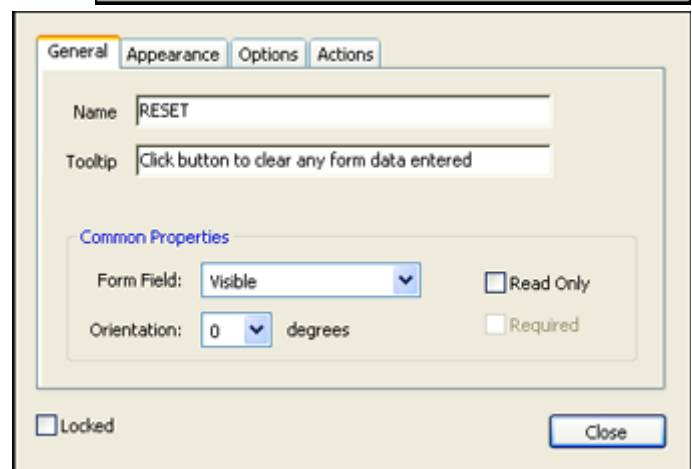 General Appearance Options Actions
Name RESET
Tooltip Click button to clear any form data entered
Common Properties
Form Field: Visible Read Only
Orientation: 0 degrees Required
Locked Close